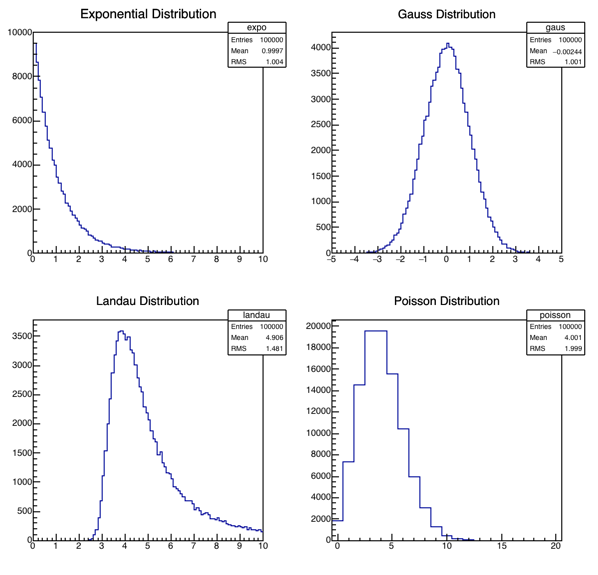 Exponential Distribution
expo
Entries 100000
Mean 0.9997
RMS 1.004
10000
8000
6000
4000
2000
0
0 1 2 3 4 5 6 7 8 9 10
Gauss Distribution
gaus
Entries 100000
Mean −0.00244
RMS 1.001
4000
3500
3000
2500
2000
1500
1000
500
0
−5 −4 −3 −2 −1 0 1 2 3 4 5
Landau Distribution
landau
Entries 100000
Mean 4.906
RMS 1.481
3500
3000
2500
2000
1500
1000
500
0
0 1 2 3 4 5 6 7 8 9 10
Poisson Distribution
poisson
Entries 100000
Mean 4.001
RMS 1.999
20000
18000
16000
14000
12000
10000
8000
6000
4000
2000
0
0 5 10 15 20